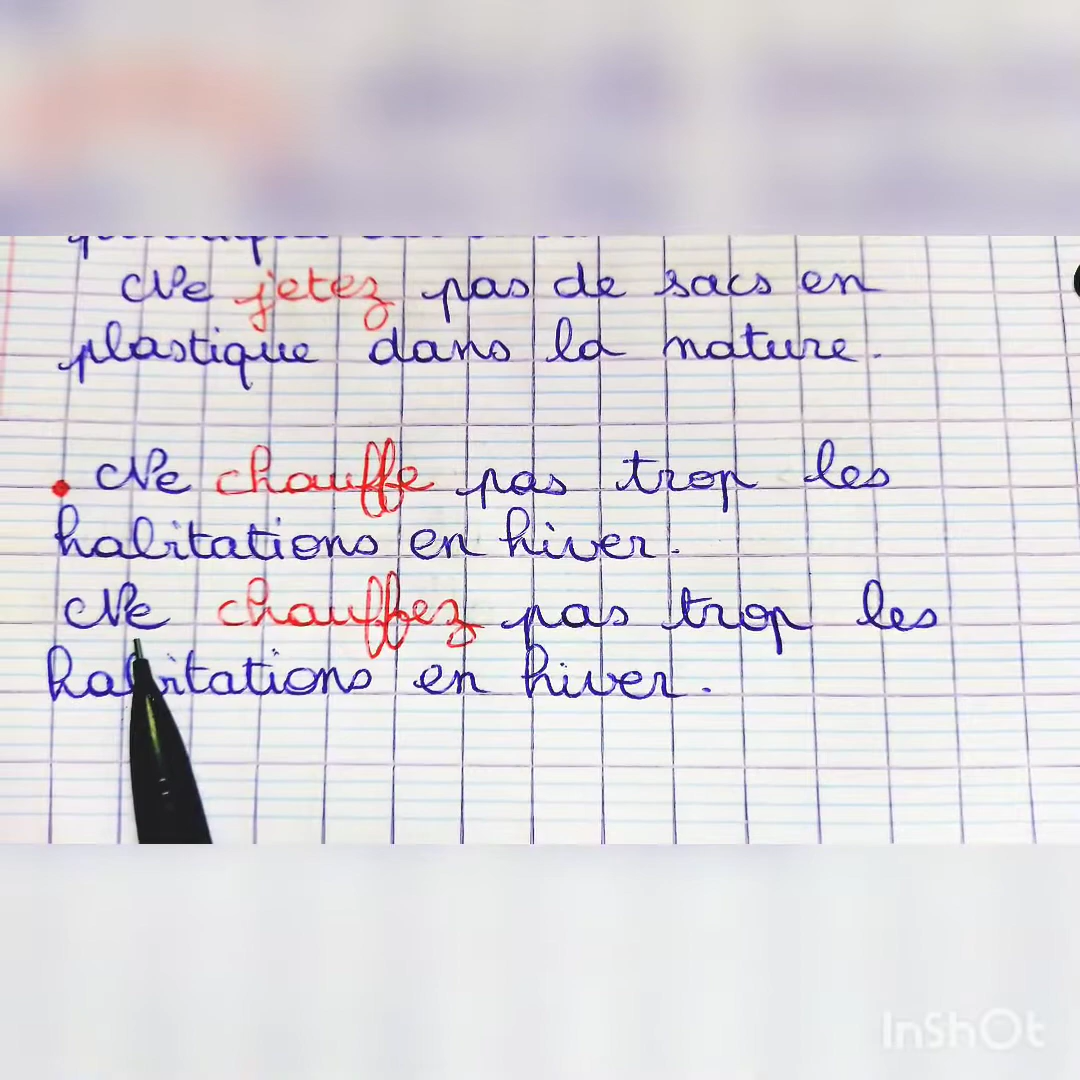 Ne jetez pas de sacs en
plastique dans la nature.
• Ne chauffe pas trop les
habitations en hiver.
Ne chauffez pas trop les
habitations en hiver.
InShOt